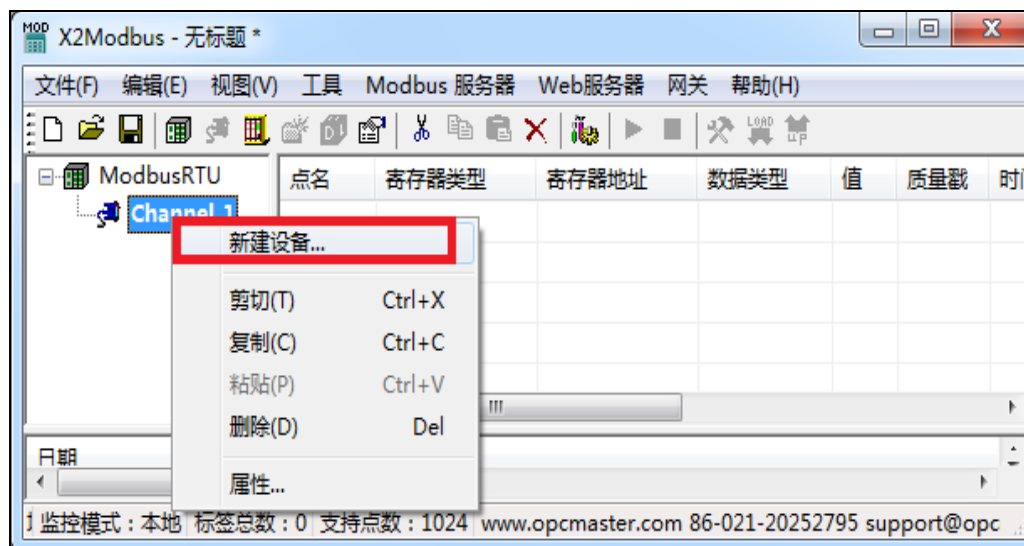 X2Modbus - 无标题 *
文件(F) 编辑(E) 视图(V) 工具 Modbus 服务器 Web服务器 网关 帮助(H)
ModbusRTU 点名 寄存器类型 寄存器地址 数据类型 值 质量戳
Channel_1
新建设备...
剪切(T) Ctrl+X
复制(C) Ctrl+C
粘贴(P) Ctrl+V
删除(D) Del
日期
属性...
监控模式：本地 标签总数：0 支持点数：1024 www.opcmaster.com 86-021-20252795 support@opc